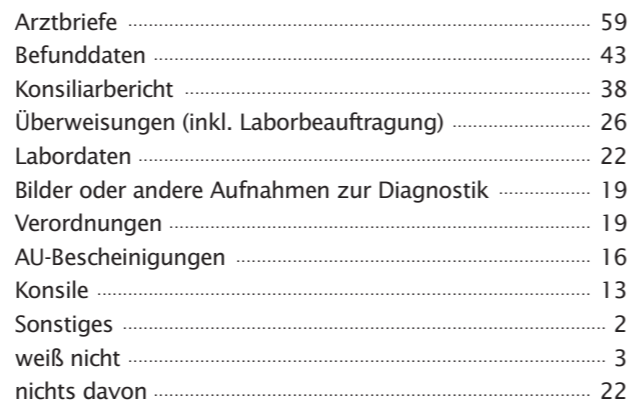 Arztbriefe 59
Befunddaten 43
Konsiliarbericht 38
Überweisungen (inkl. Laborbeauftragung) 26
Labordaten 22
Bilder oder andere Aufnahmen zur Diagnostik 19
Verordnungen 19
AU-Bescheinigungen 16
Konsile 13
Sonstiges 2
weiß nicht 3
nichts davon 22